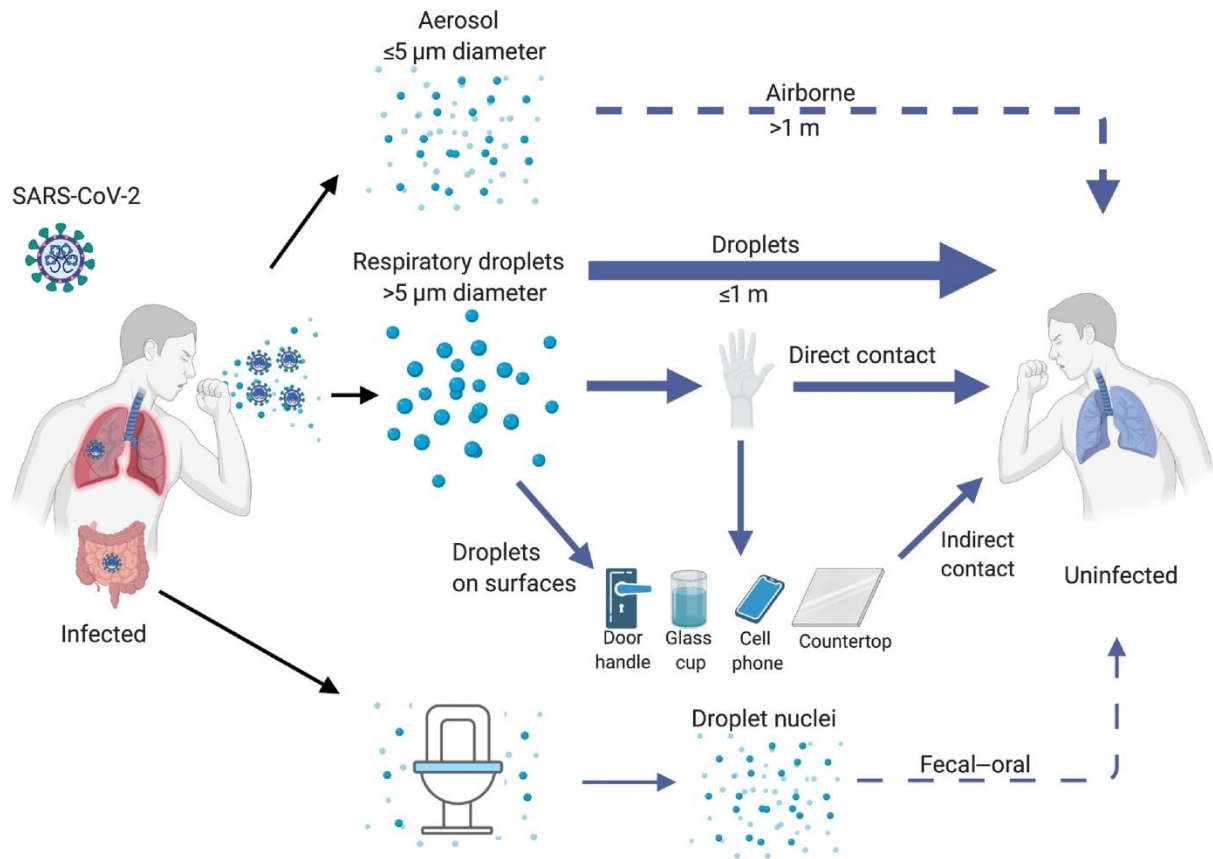 Aerosol
≤5 μm diameter
Airborne
>1 m
SARS-CoV-2
Respiratory droplets
>5 μm diameter
Droplets
≤1 m
Direct contact
Droplets
on surfaces
Indirect
contact
Infected
Uninfected
Door
handle
Glass
cup
Cell
phone
Countertop
Droplet nuclei
Fecal–oral